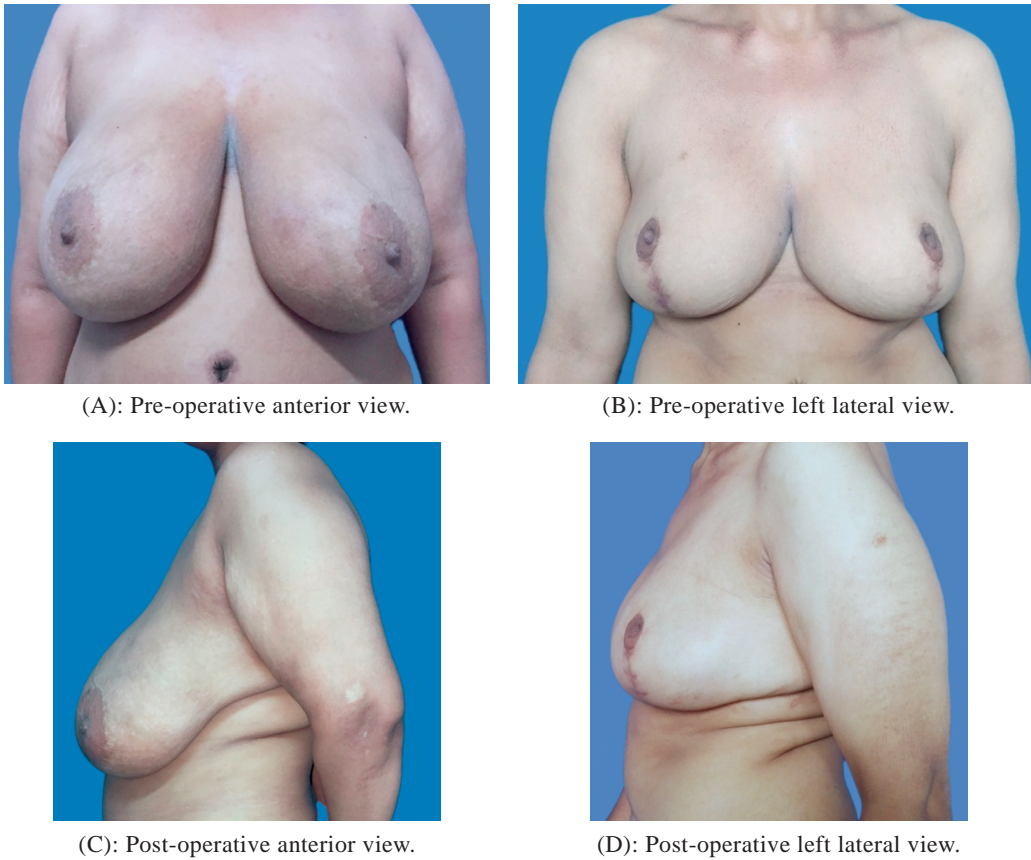 (A): Pre-operative anterior view.
(B): Pre-operative left lateral view.
(C): Post-operative anterior view.
(D): Post-operative left lateral view.